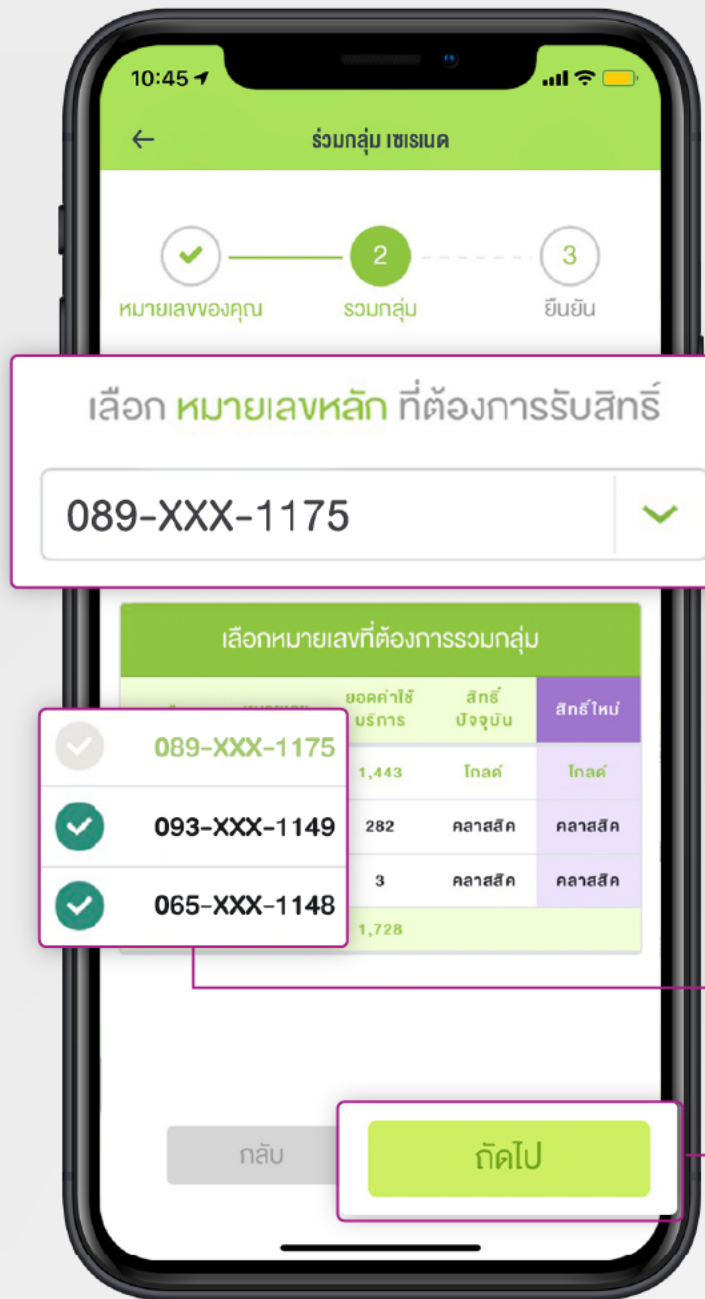 10:45
ร่วมกลุ่ม เซเรเนด
2
3
หมายเลขของคุณ
รวมกลุ่ม
ยืนยัน
เลือก หมายเลขหลัก ที่ต้องการรับสิทธิ์
089-XXX-1175
เลือกหมายเลขที่ต้องการรวมกลุ่ม
ยอดค่าใช้บริการ
สิทธิ์ปัจจุบัน
สิทธิ์ใหม่
089-XXX-1175 1,443 โกลด์ โกลด์
093-XXX-1149 282 คลาสสิค คลาสสิค
065-XXX-1148 3 คลาสสิค คลาสสิค
1,728
กลับ
ถัดไป